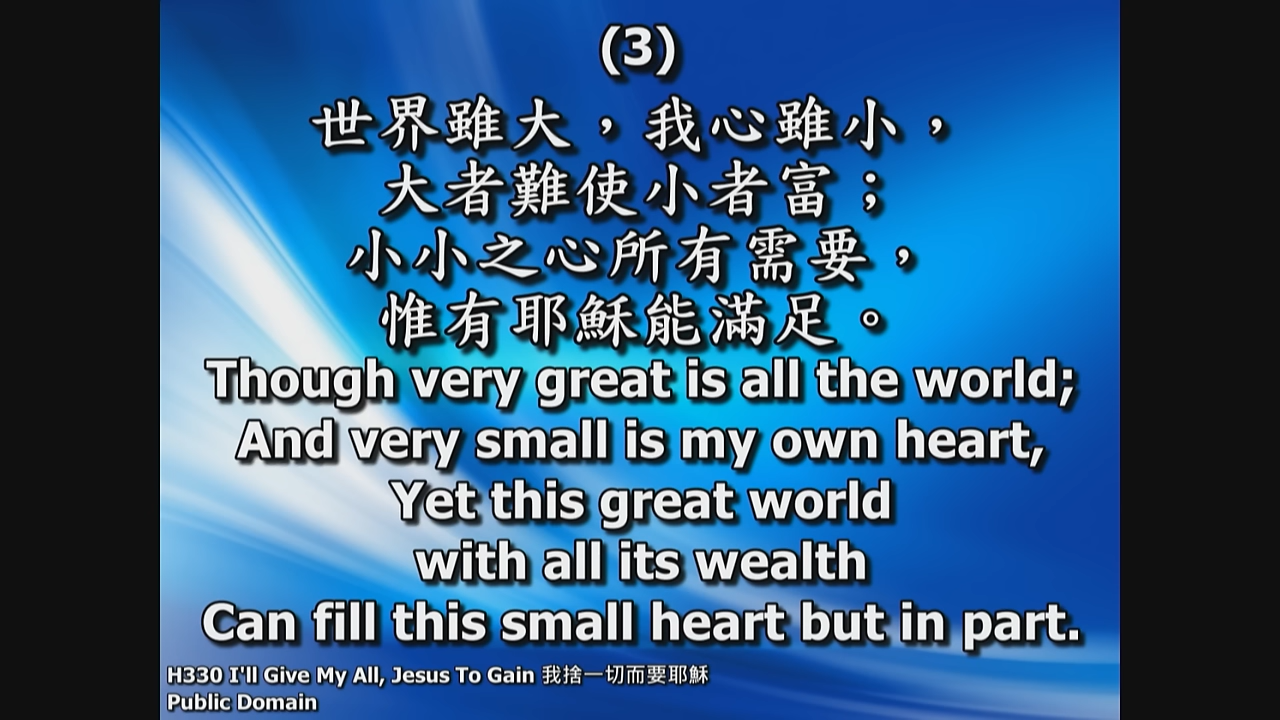 (3)
世界雖大，我心雖小，
大者難使小者富；
小小之心所有需要，
惟有耶穌能滿足。
Though very great is all the world;
And very small is my own heart,
Yet this great world
with all its wealth
Can fill this small heart but in part.
H330 I'll Give My All, Jesus To Gain 我捨一切而要耶穌
Public Domain